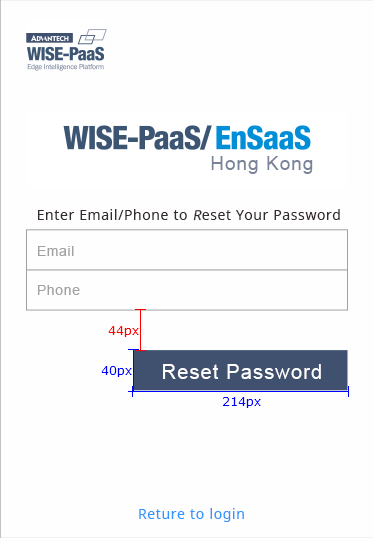 ADVANTECH
WISE-PaaS
Edge Intelligence Platform
WISE-PaaS/ EnSaaS
Hong Kong
Enter Email/Phone to Reset Your Password
Email
Phone
44px
40px
Reset Password
214px
Reture to login